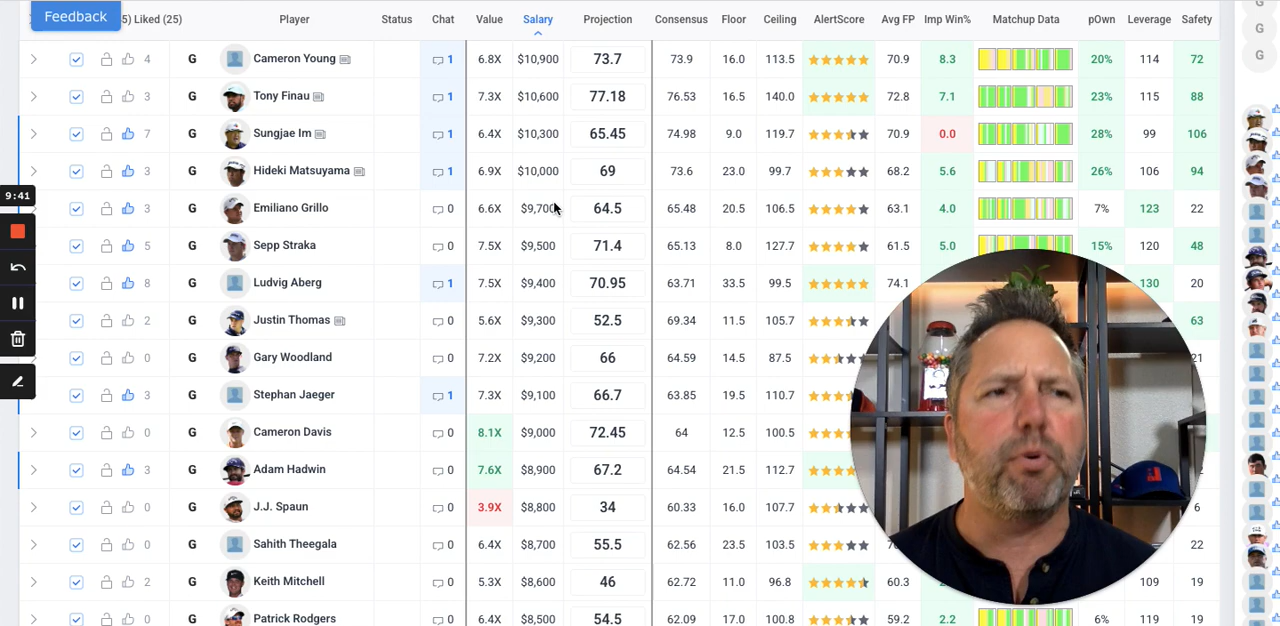 Feedback
5) Liked (25) Player Status Chat Value Salary Projection Consensus Floor Ceiling AlertScore Avg FP Imp Win% Matchup Data pOwn Leverage Safety
4 G Cameron Young 1 6.8X $10,900 73.7 73.9 16.0 113.5 70.9 8.3 20% 114 72
3 G Tony Finau 1 7.3X $10,600 77.18 76.53 16.5 140.0 72.8 7.1 23% 115 88
7 G Sungjae Im 1 6.4X $10,300 65.45 74.98 9.0 119.7 70.9 0.0 28% 99 106
3 G Hideki Matsuyama 1 6.9X $10,000 69 73.6 23.0 99.7 68.2 5.6 26% 106 94
3 G Emiliano Grillo 0 6.6X $9,700 64.5 65.48 20.5 106.5 63.1 4.0 7% 123 22
5 G Sepp Straka 0 7.5X $9,500 71.4 65.13 8.0 127.7 61.5 5.0 15% 120 48
8 G Ludvig Aberg 1 7.5X $9,400 70.95 63.71 33.5 99.5 74.1 130 20
2 G Justin Thomas 0 5.6X $9,300 52.5 69.34 11.5 105.7 63
0 G Gary Woodland 0 7.2X $9,200 66 64.59 14.5 87.5 21
3 G Stephan Jaeger 1 7.3X $9,100 66.7 63.85 19.5 110.7
0 G Cameron Davis 0 8.1X $9,000 72.45 64 12.5 100.5
3 G Adam Hadwin 0 7.6X $8,900 67.2 64.54 21.5 112.7
0 G J.J. Spaun 0 3.9X $8,800 34 60.33 16.0 107.7 6
0 G Sahith Theegala 0 6.4X $8,700 55.5 62.56 23.5 103.5 22
2 G Keith Mitchell 0 5.3X $8,600 46 62.72 11.0 96.8 60.3 109 19
0 G Patrick Rodgers 0 6.4X $8,500 54.5 62.09 17.0 100.8 59.2 2.2 6% 119 19
9:41
G
G